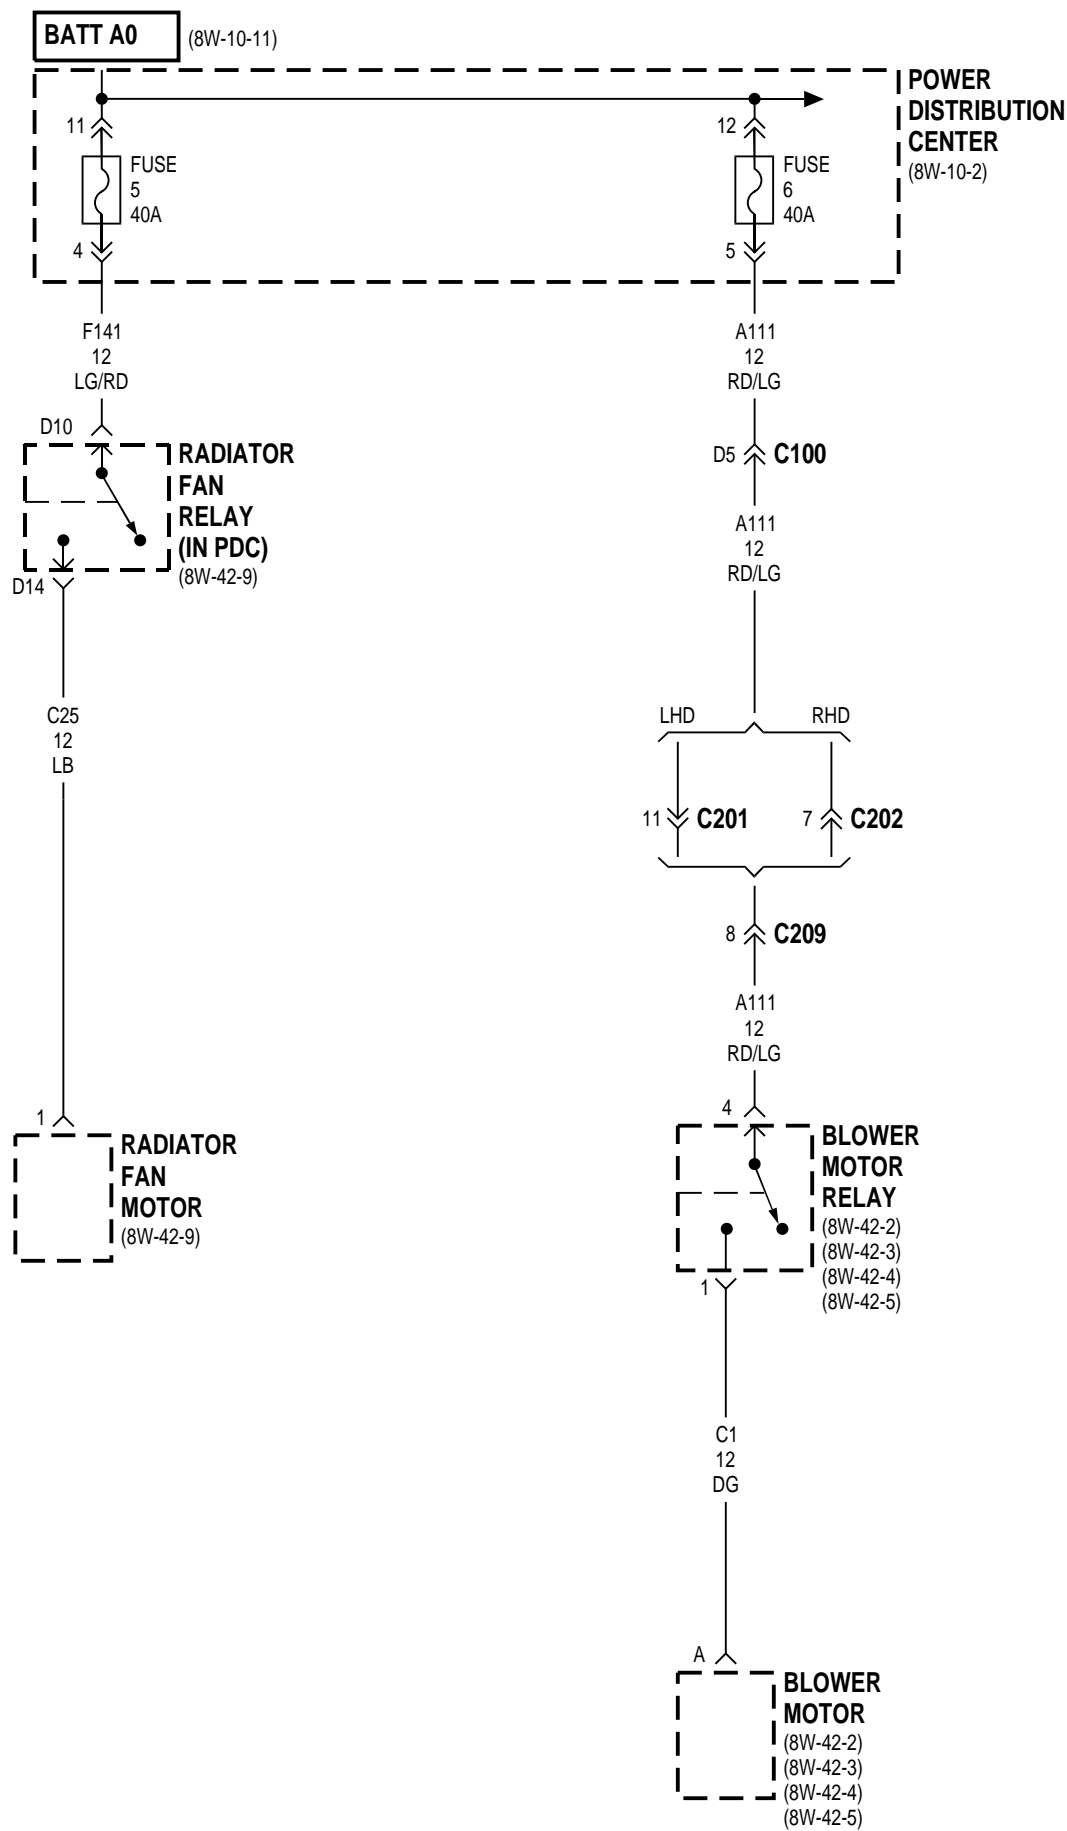 BATT A0
(8W-10-11)
POWER
DISTRIBUTION
CENTER
(8W-10-2)
11
FUSE
5
40A
4
12
FUSE
6
40A
5
F141
12
LG/RD
A111
12
RD/LG
D10
RADIATOR
FAN
RELAY
(IN PDC)
(8W-42-9)
D14
D5
C100
A111
12
RD/LG
C25
12
LB
LHD
RHD
11
C201
7
C202
8
C209
A111
12
RD/LG
1
RADIATOR
FAN
MOTOR
(8W-42-9)
4
BLOWER
MOTOR
RELAY
(8W-42-2)
(8W-42-3)
(8W-42-4)
(8W-42-5)
1
C1
12
DG
A
BLOWER
MOTOR
(8W-42-2)
(8W-42-3)
(8W-42-4)
(8W-42-5)